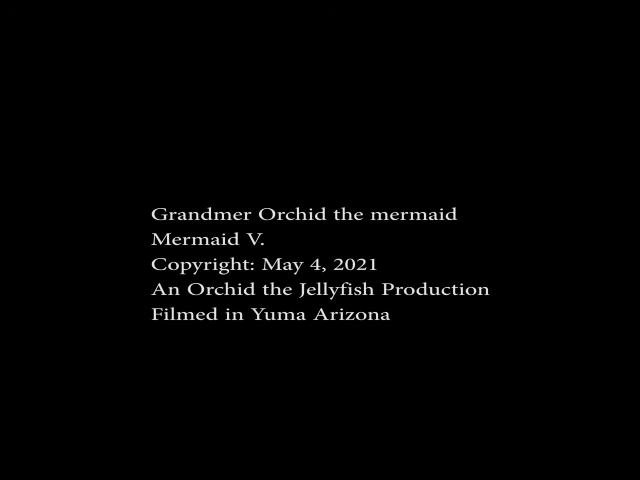 Grandmer Orchid the mermaid
Mermaid V.
Copyright: May 4, 2021
An Orchid the Jellyfish Production
Filmed in Yuma Arizona